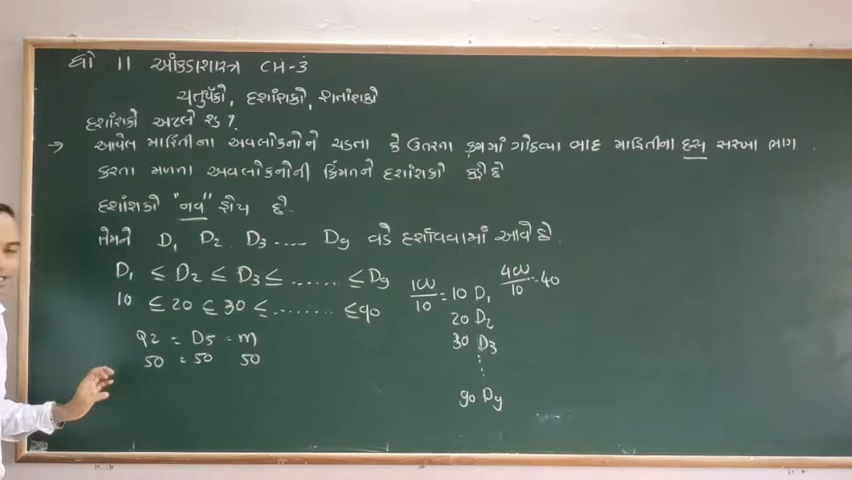 ધો 11 આંકડાશાસ્ત્ર CH-3
ચતુર્થકો, દશાંશકો, શતાંશકો
દશાંશકો એટલે શું ?
→ આપેલ માહિતીના અવલોકનોને ચડતા કે ઉતરતા ક્રમમાં ગોઠવ્યા બાદ માહિતીના દસ સરખા ભાગ
કરતા મળતા અવલોકનોની કિંમતને દશાંશકો કહે છે
દશાંશકો "નવ" હોય છે.
તેમને D1 D2 D3 ..... D9 વડે દર્શાવવામાં આવે છે.
D1 ≤ D2 ≤ D3 ≤ ...... ≤ D9
10 ≤ 20 ≤ 30 ≤ ........ ≤ 90
Q2 = D5 = M
50 = 50 50
100/10 = 10 D1 400/10 = 40
20 D2
30 D3
90 D9